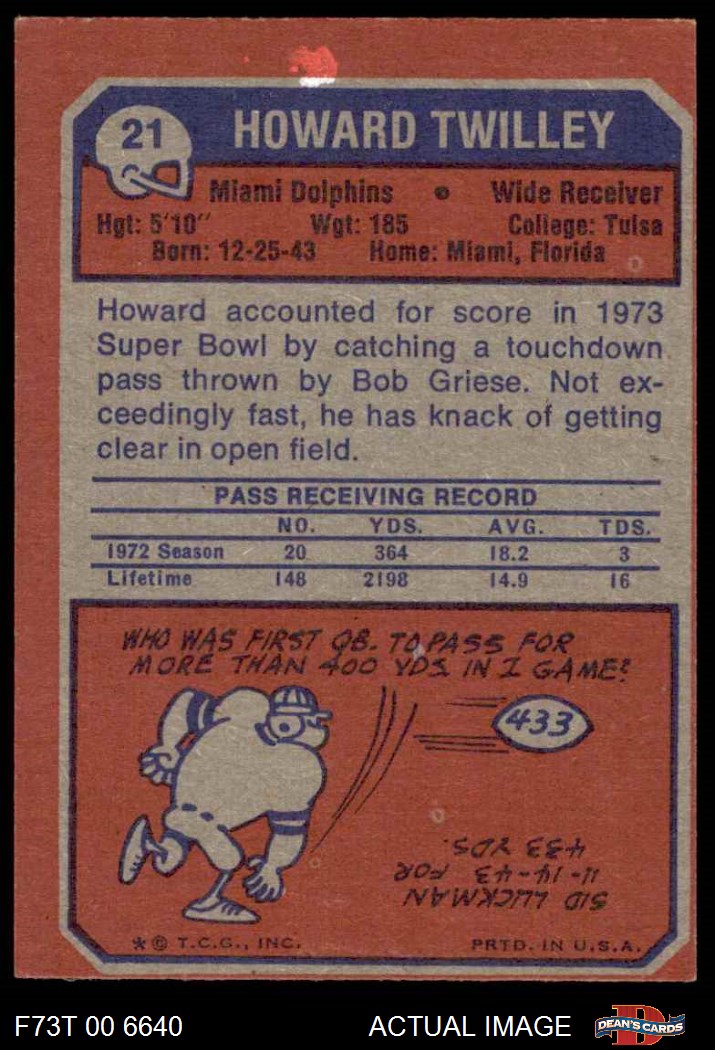 21
HOWARD TWILLEY
Miami Dolphins • Wide Receiver
Hgt: 5'10" Wgt: 185 College: Tulsa
Born: 12-25-43 Home: Miami, Florida
Howard accounted for score in 1973
Super Bowl by catching a touchdown
pass thrown by Bob Griese. Not ex-
ceedingly fast, he has knack of getting
clear in open field.
PASS RECEIVING RECORD
NO. YDS. AVG. TDS.
1972 Season 20 364 18.2 3
Lifetime 148 2198 14.9 16
WHO WAS FIRST QB. TO PASS FOR
MORE THAN 400 YDS. IN 1 GAME?
433
SID LUCKMAN
11-14-43 FOR
433 YDS.
* © T.C.G., INC. PRTD. IN U.S.A.
F73T 00 6640 ACTUAL IMAGE
D
DEAN'S CARDS